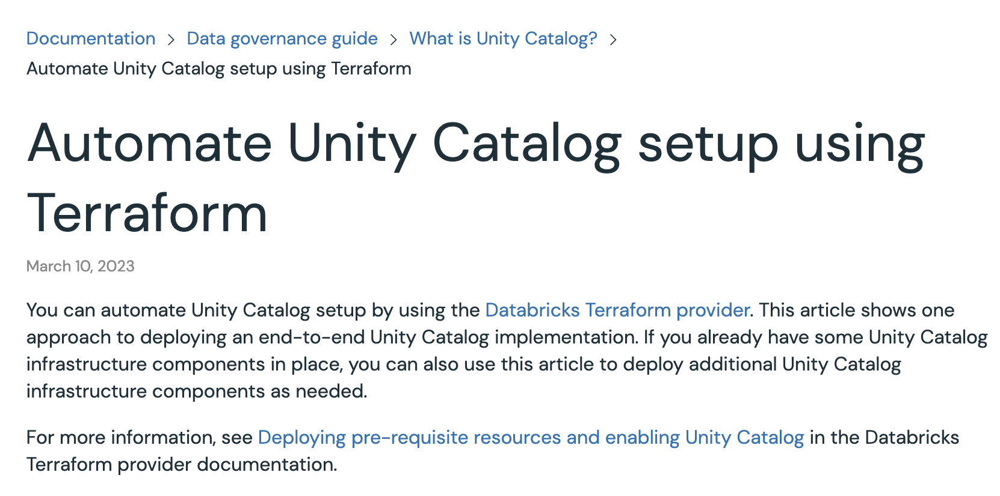 Documentation > Data governance guide > What is Unity Catalog? >
Automate Unity Catalog setup using Terraform
Automate Unity Catalog setup using
Terraform
March 10, 2023
You can automate Unity Catalog setup by using the Databricks Terraform provider. This article shows one
approach to deploying an end-to-end Unity Catalog implementation. If you already have some Unity Catalog
infrastructure components in place, you can also use this article to deploy additional Unity Catalog
infrastructure components as needed.
For more information, see Deploying pre-requisite resources and enabling Unity Catalog in the Databricks
Terraform provider documentation.